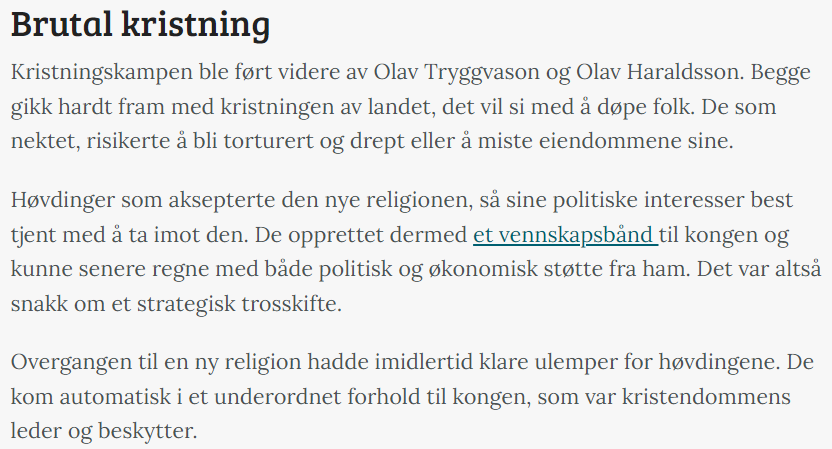 Brutal kristning
Kristningskampen ble ført videre av Olav Tryggvason og Olav Haraldsson. Begge
gikk hardt fram med kristningen av landet, det vil si med å døpe folk. De som
nektet, risikerte å bli torturert og drept eller å miste eiendommene sine.
Høvdinger som aksepterte den nye religionen, så sine politiske interesser best
tjent med å ta imot den. De opprettet dermed et vennskapsbånd til kongen og
kunne senere regne med både politisk og økonomisk støtte fra ham. Det var altså
snakk om et strategisk trosskifte.
Overgangen til en ny religion hadde imidlertid klare ulemper for høvdingene. De
kom automatisk i et underordnet forhold til kongen, som var kristendommens
leder og beskytter.